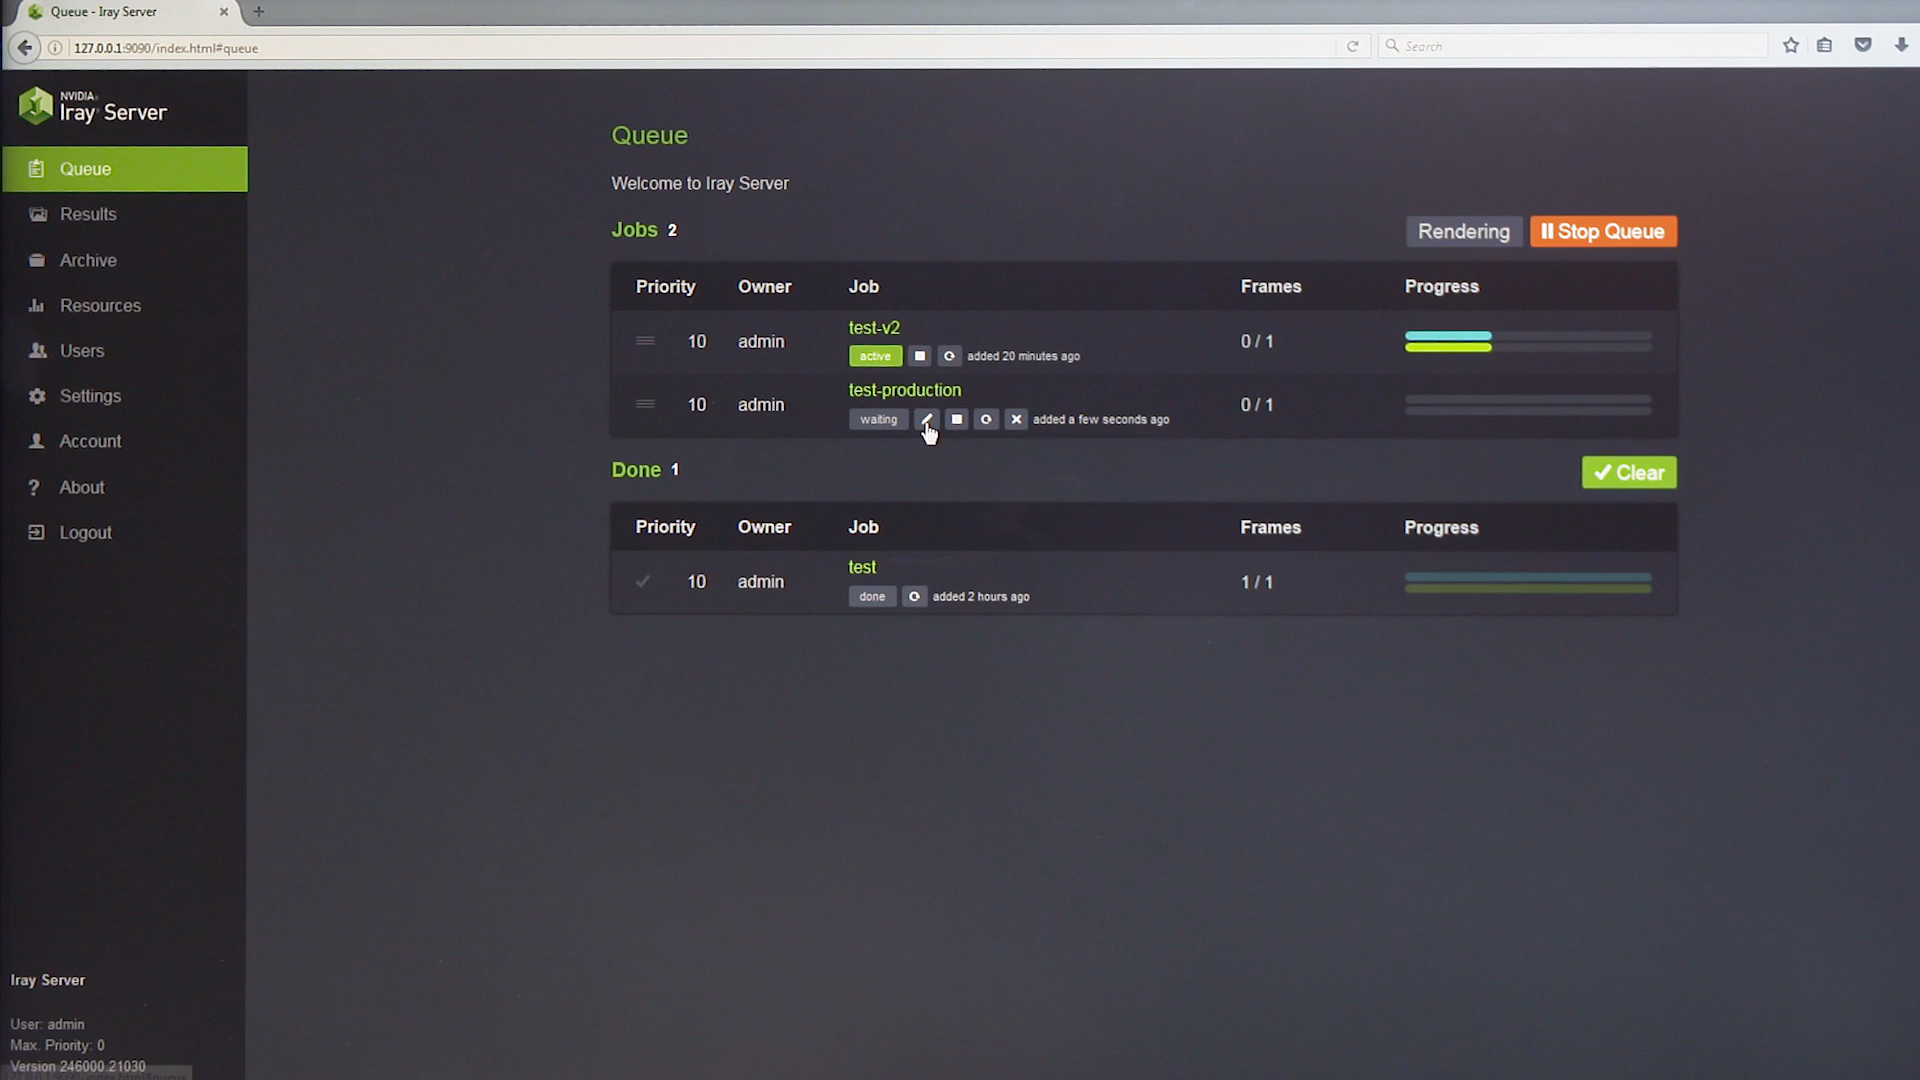 Queue - Iray Server
127.0.0.1:9090/index.html#queue
Search
NVIDIA
Iray Server
Queue
Results
Archive
Resources
Users
Settings
Account
? About
Logout
Queue
Welcome to Iray Server
Jobs 2
Rendering
Stop Queue
Priority Owner Job Frames Progress
test-v2
10 admin 0 / 1
active added 20 minutes ago
test-production
10 admin 0 / 1
waiting added a few seconds ago
Done 1
Clear
Priority Owner Job Frames Progress
test
10 admin 1 / 1
done added 2 hours ago
Iray Server
User: admin
Max. Priority: 0
Version 246000.21030